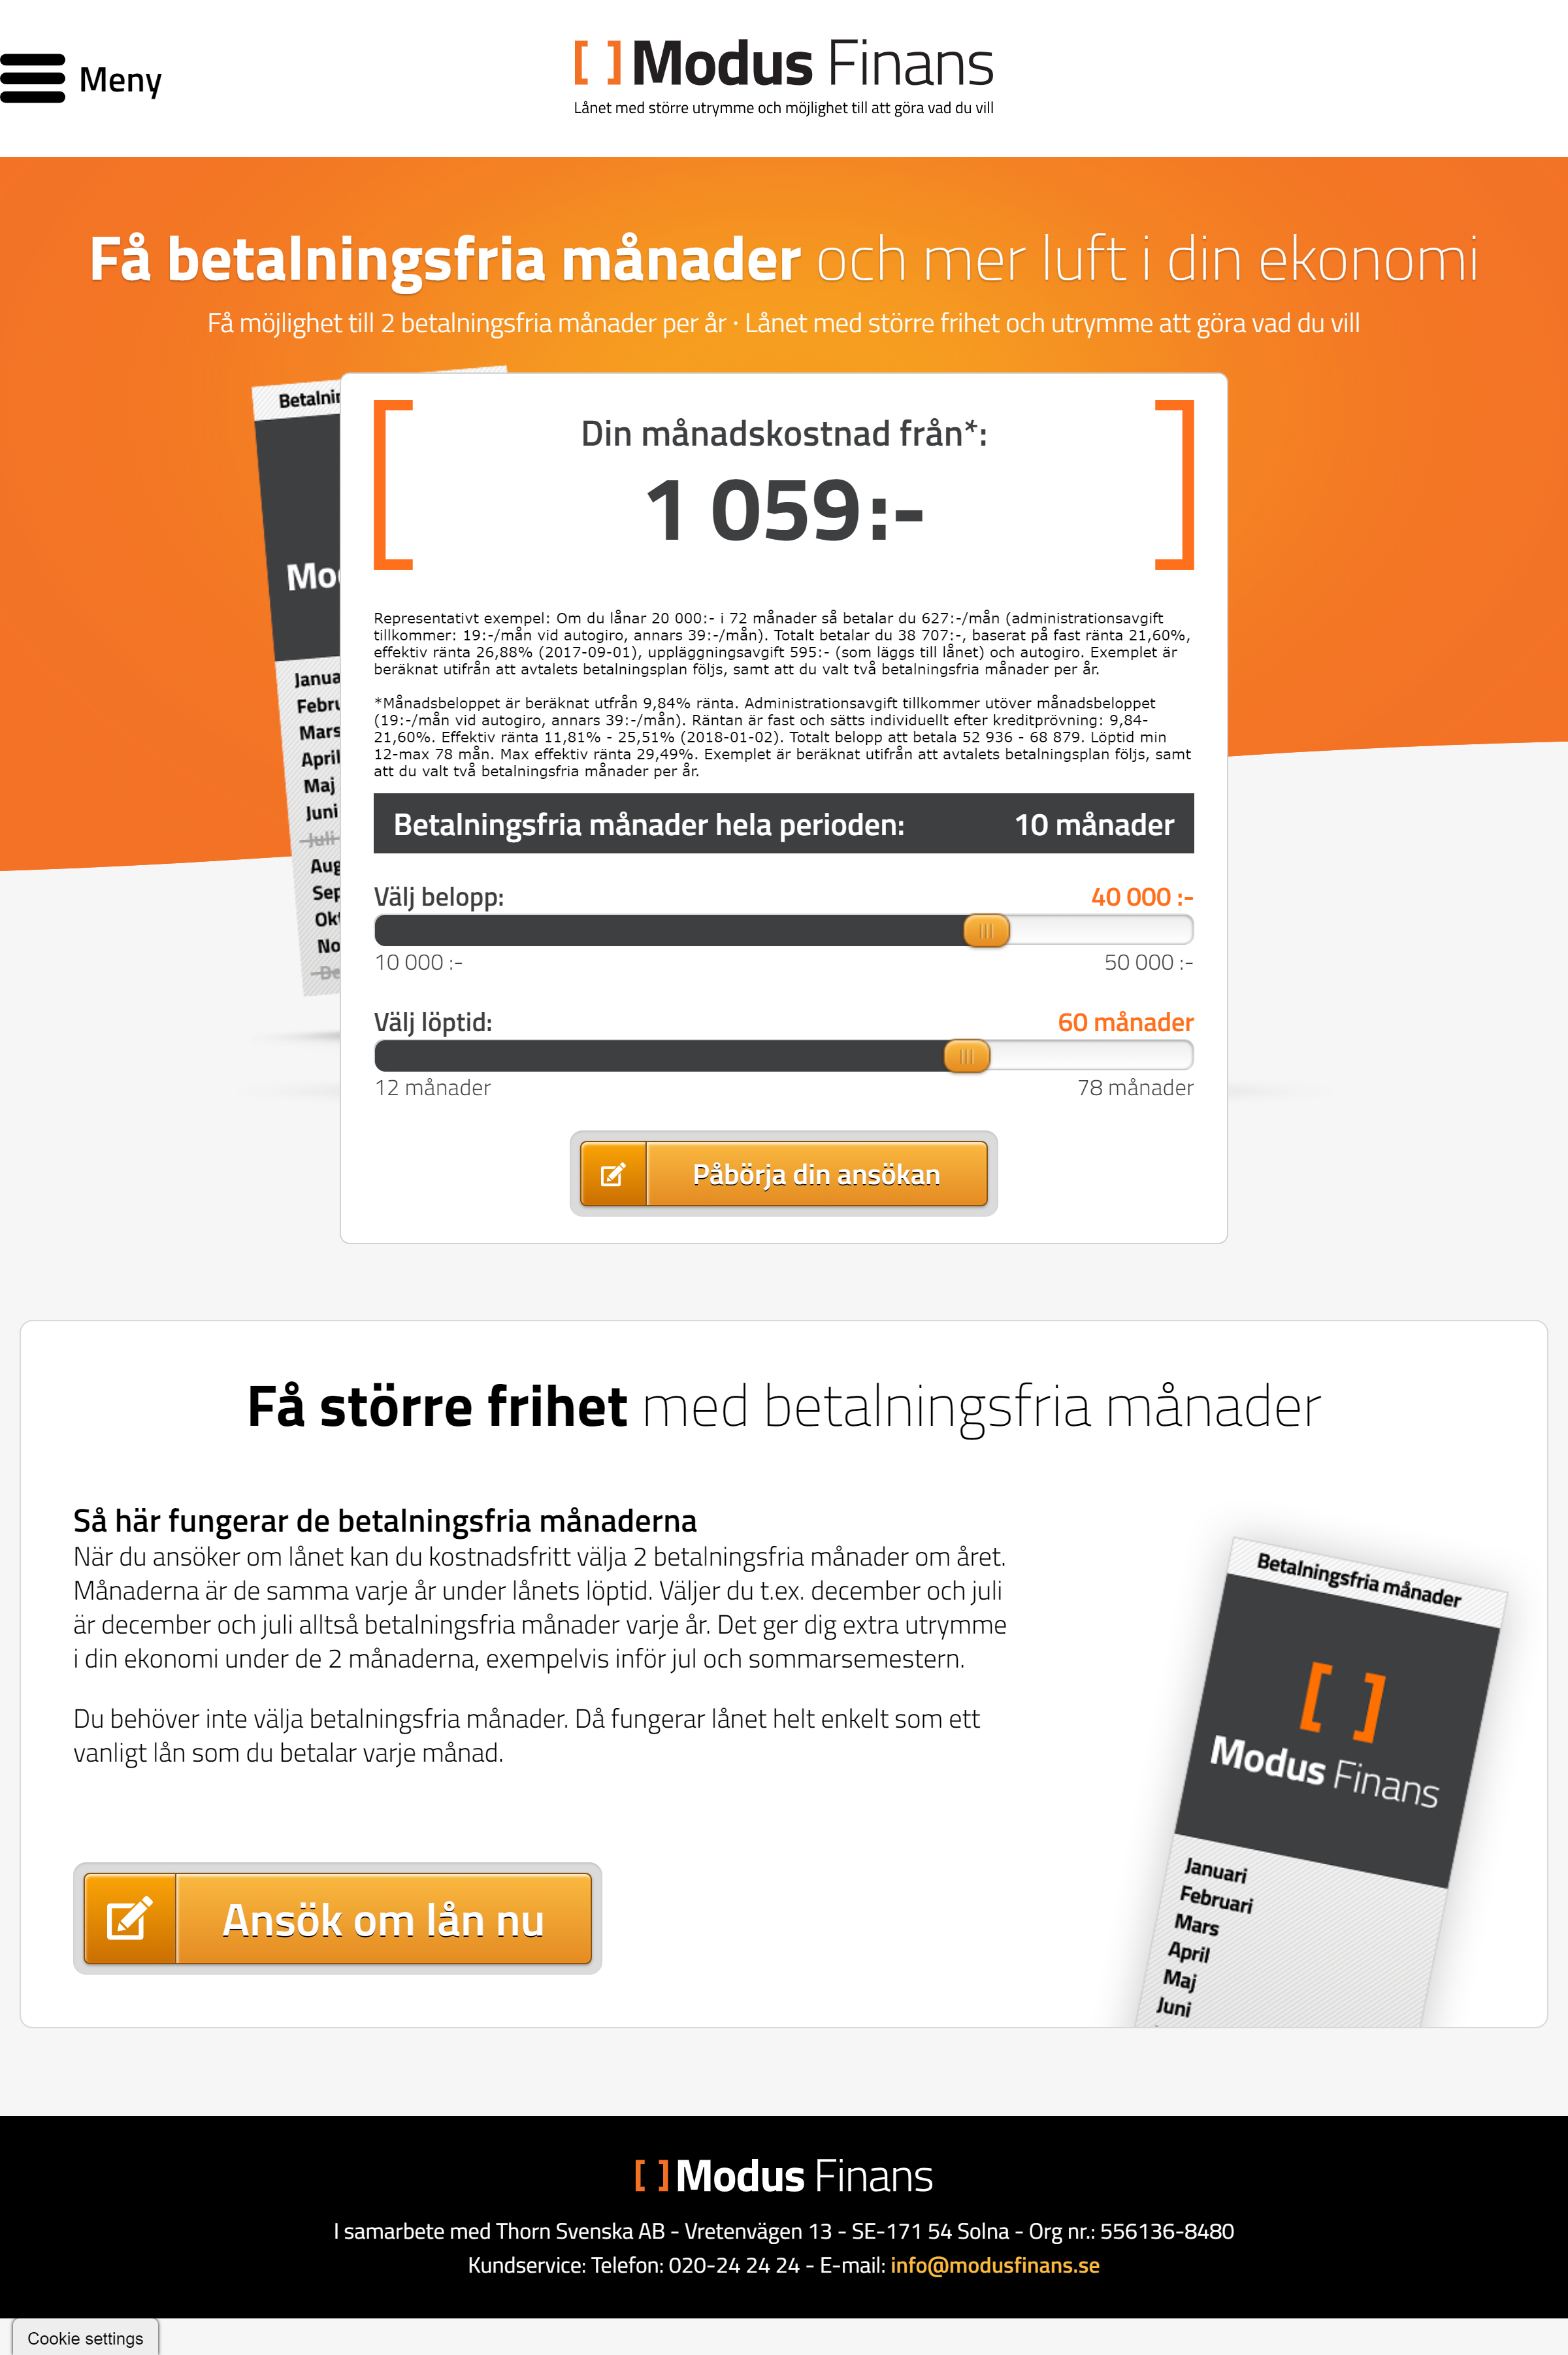 Meny
[ ] Modus Finans
Lånet med större utrymme och möjlighet till att göra vad du vill
Få betalningsfria månader och mer luft i din ekonomi
Få möjlighet till 2 betalningsfria månader per år · Lånet med större frihet och utrymme att göra vad du vill
Din månadskostnad från*:
1 059:-
Representativt exempel: Om du lånar 20 000:- i 72 månader så betalar du 627:-/mån (administrationsavgift
tillkommer: 19:-/mån vid autogiro, annars 39:-/mån). Totalt betalar du 38 707:-, baserat på fast ränta 21,60%,
effektiv ränta 26,88% (2017-09-01), uppläggningsavgift 595:- (som läggs till lånet) och autogiro. Exemplet är
beräknat utifrån att avtalets betalningsplan följs, samt att du valt två betalningsfria månader per år.
*Månadsbeloppet är beräknat utfrån 9,84% ränta. Administrationsavgift tillkommer utöver månadsbeloppet
(19:-/mån vid autogiro, annars 39:-/mån). Räntan är fast och sätts individuellt efter kreditprövning: 9,84-
21,60%. Effektiv ränta 11,81% - 25,51% (2018-01-02). Totalt belopp att betala 52 936 - 68 879. Löptid min
12-max 78 mån. Max effektiv ränta 29,49%. Exemplet är beräknat utifrån att avtalets betalningsplan följs, samt
att du valt två betalningsfria månader per år.
Betalningsfria månader hela perioden: 10 månader
Välj belopp: 40 000 :-
10 000 :- 50 000 :-
Välj löptid: 60 månader
12 månader 78 månader
Påbörja din ansökan
Maj
Juni
Juli
Få större frihet med betalningsfria månader
Så här fungerar de betalningsfria månaderna
När du ansöker om lånet kan du kostnadsfritt välja 2 betalningsfria månader om året.
Månaderna är de samma varje år under lånets löptid. Väljer du t.ex. december och juli
är december och juli alltså betalningsfria månader varje år. Det ger dig extra utrymme
i din ekonomi under de 2 månaderna, exempelvis inför jul och sommarsemestern.
Du behöver inte välja betalningsfria månader. Då fungerar lånet helt enkelt som ett
vanligt lån som du betalar varje månad.
Ansök om lån nu
Betalningsfria månader
[ ]
Modus Finans
Januari
Februari
Mars
April
Maj
Juni
[ ] Modus Finans
I samarbete med Thorn Svenska AB - Vretenvägen 13 - SE-171 54 Solna - Org nr.: 556136-8480
Kundservice: Telefon: 020-24 24 24 - E-mail: info@modusfinans.se
Cookie settings